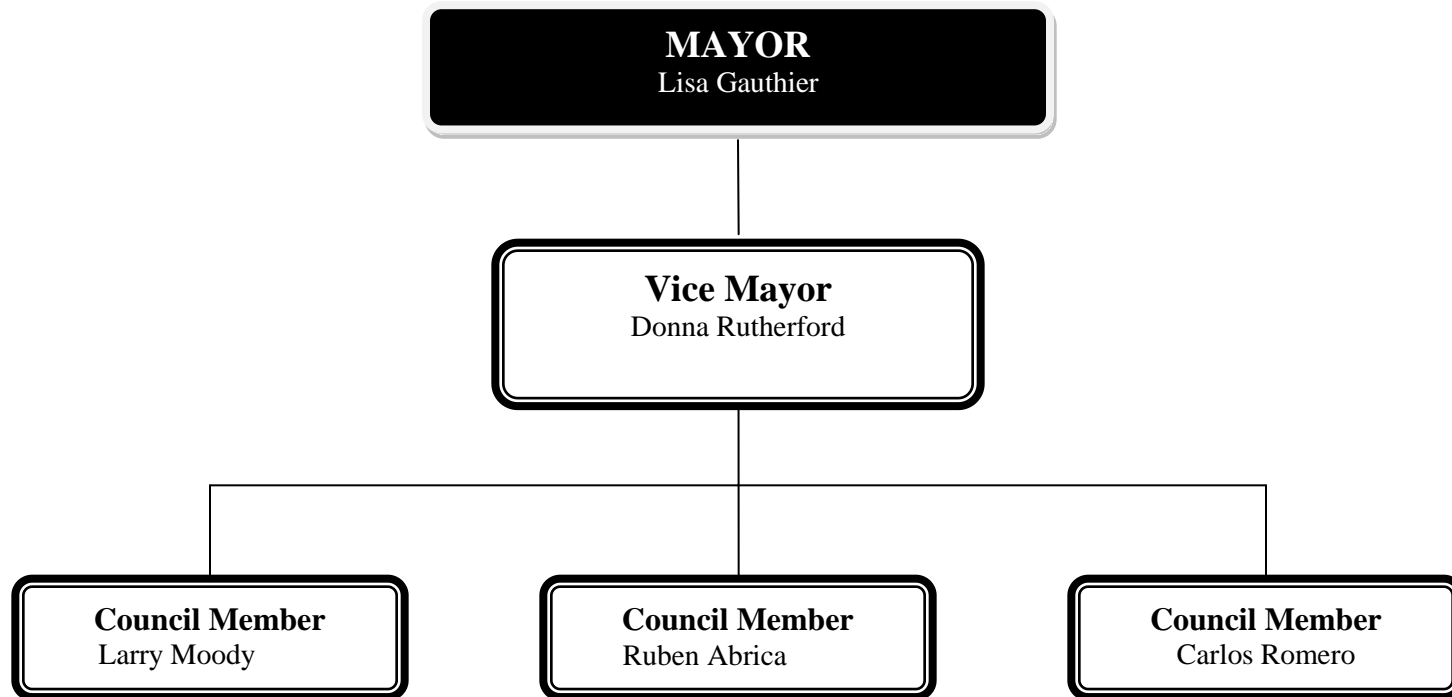 MAYOR
Lisa Gauthier
Vice Mayor
Donna Rutherford
Council Member
Larry Moody
Council Member
Ruben Abrica
Council Member
Carlos Romero